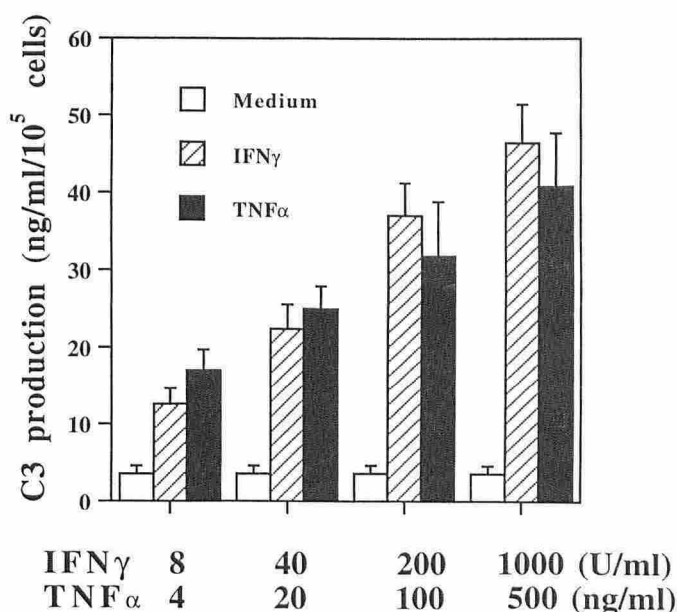 C3 production (ng/ml/10⁵ cells)
60
50
40
30
20
10
0
Medium
IFNγ
TNFα
IFNγ 8 40 200 1000 (U/ml)
TNFα 4 20 100 500 (ng/ml)